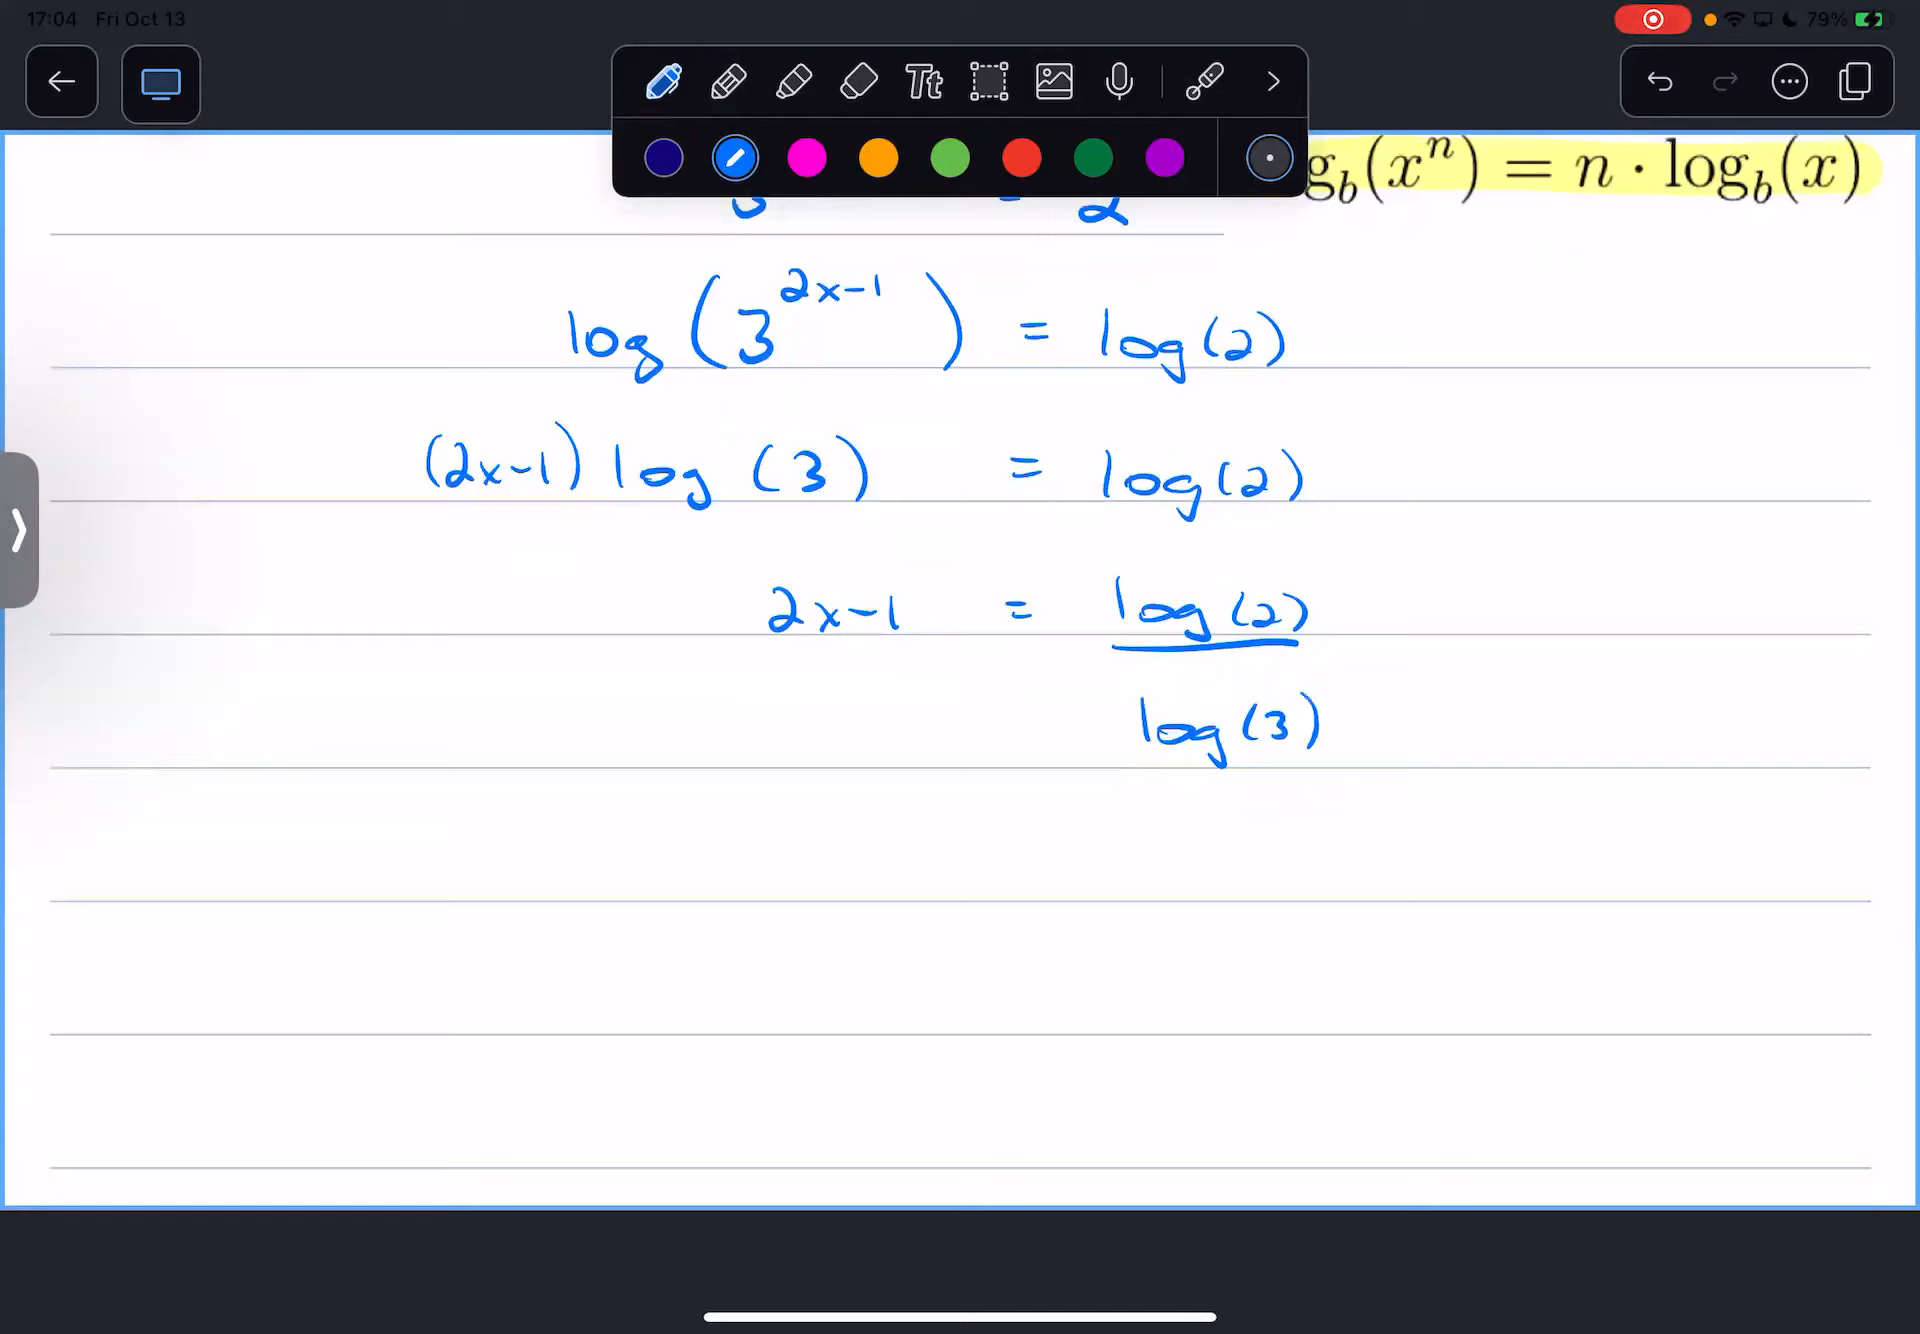 17:04 Fri Oct 13 79%
Tt
g_b(x^n) = n · log_b(x)
= 2
log (3^{2x-1}) = log(2)
(2x-1) log (3) = log(2)
2x-1 = log(2)
log(3)